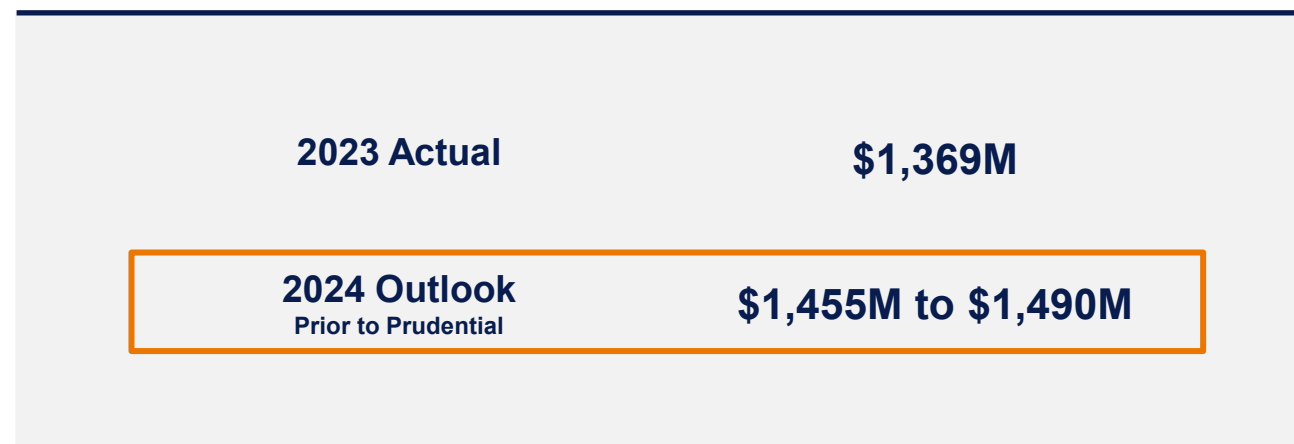 2023 Actual
$1,369M
2024 Outlook
Prior to Prudential
$1,455M to $1,490M